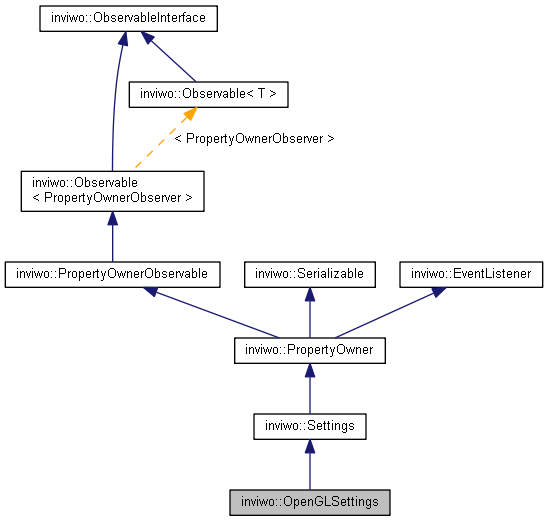 inviwo::ObservableInterface
inviwo::Observable< T >
< PropertyOwnerObserver >
inviwo::Observable
< PropertyOwnerObserver >
inviwo::PropertyOwnerObservable
inviwo::Serializable
inviwo::EventListener
inviwo::PropertyOwner
inviwo::Settings
inviwo::OpenGLSettings